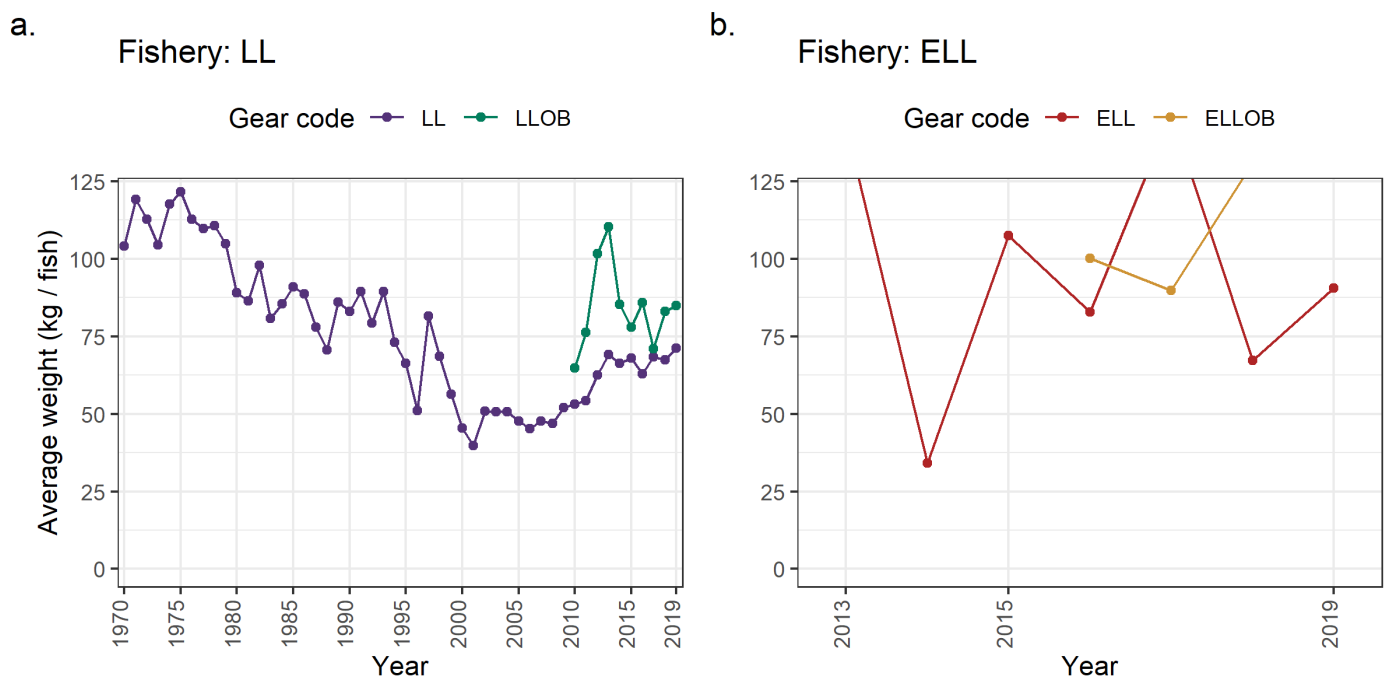 a.
Fishery: LL
Gear code LL LLOB
Average weight (kg / fish)
125
100
75
50
25
0
1970 1975 1980 1985 1990 1995 2000 2005 2010 2015 2019
Year
b.
Fishery: ELL
Gear code ELL ELLOB
125
100
75
50
25
0
2013 2015 2019
Year